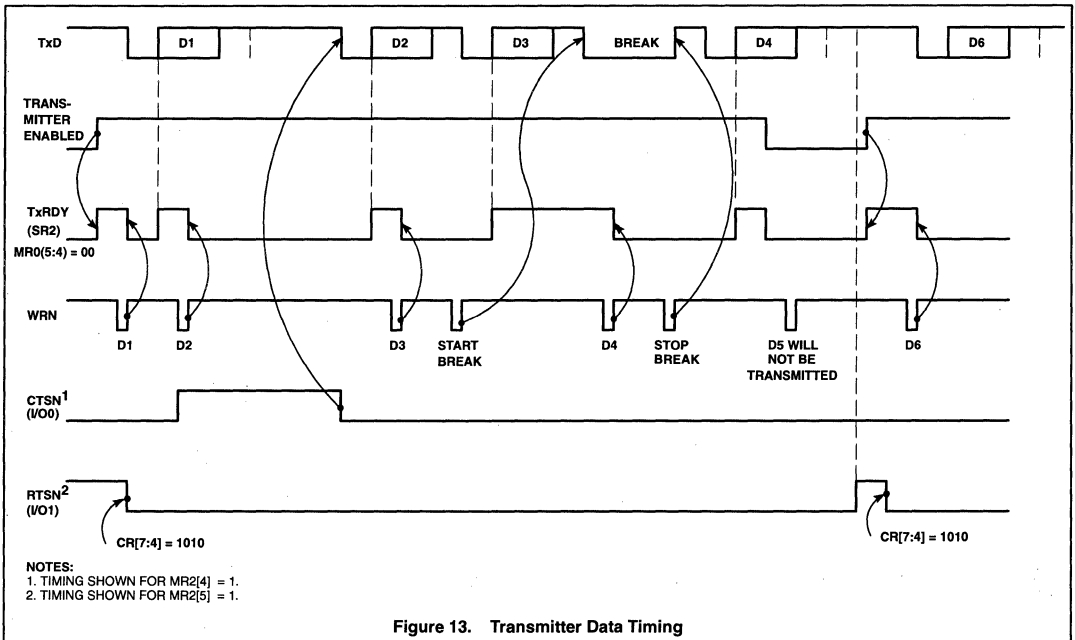 TxD
D1
D2
D3
BREAK
D4
D6
TRANS-
MITTER
ENABLED
TxRDY
(SR2)
MR0(5:4) = 00
WRN
D1
D2
D3
START
BREAK
D4
STOP
BREAK
D5 WILL
NOT BE
TRANSMITTED
D6
CTSN1
(I/O0)
RTSN2
(I/O1)
CR[7:4] = 1010
CR[7:4] = 1010
NOTES:
1. TIMING SHOWN FOR MR2[4] = 1.
2. TIMING SHOWN FOR MR2[5] = 1.
Figure 13. Transmitter Data Timing